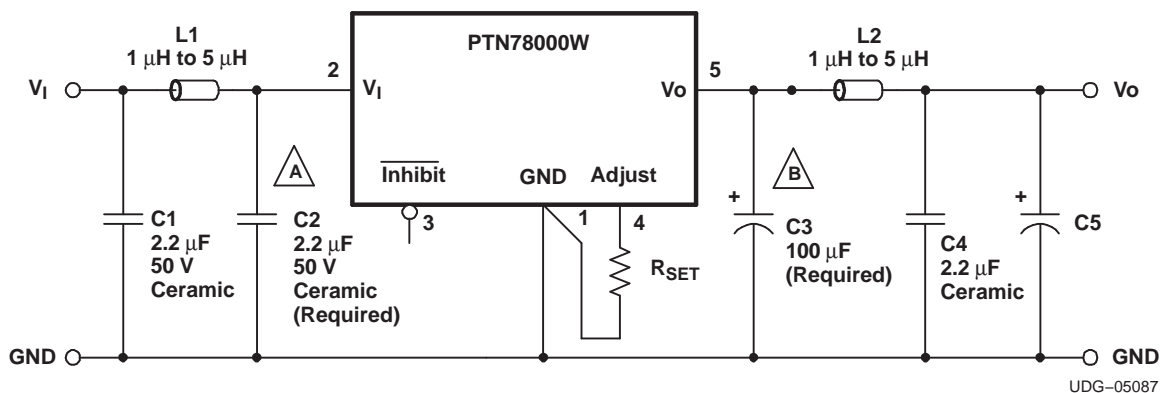 L1
1 μH to 5 μH
PTN78000W
L2
1 μH to 5 μH
2
5
VI
VI
Vo
Vo
A
B
Inhibit
GND
Adjust
3
1
4
C1
2.2 μF
50 V
Ceramic
C2
2.2 μF
50 V
Ceramic
(Required)
RSET
+
C3
100 μF
(Required)
C4
2.2 μF
Ceramic
+
C5
GND
GND
UDG–05087